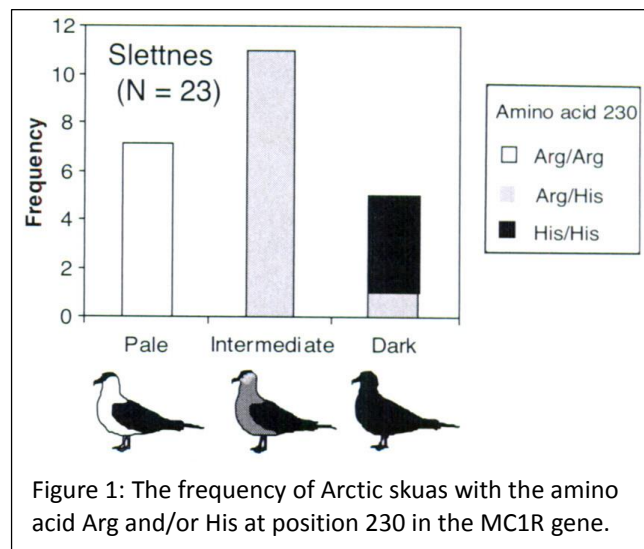 12
10
8
6
4
2
0
Frequency
Slettnes
(N = 23)
Pale
Intermediate
Dark
Amino acid 230
Arg/Arg
Arg/His
His/His
Figure 1: The frequency of Arctic skuas with the amino
acid Arg and/or His at position 230 in the MC1R gene.